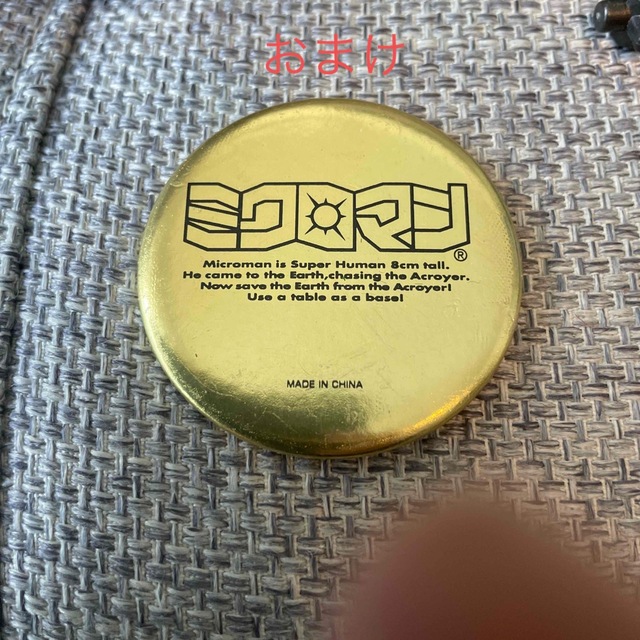 おまけ
ミクロマン
®
Microman is Super Human 8cm tall.
He came to the Earth,chasing the Acroyer.
Now save the Earth from the Acroyer!
Use a table as a base!
MADE IN CHINA